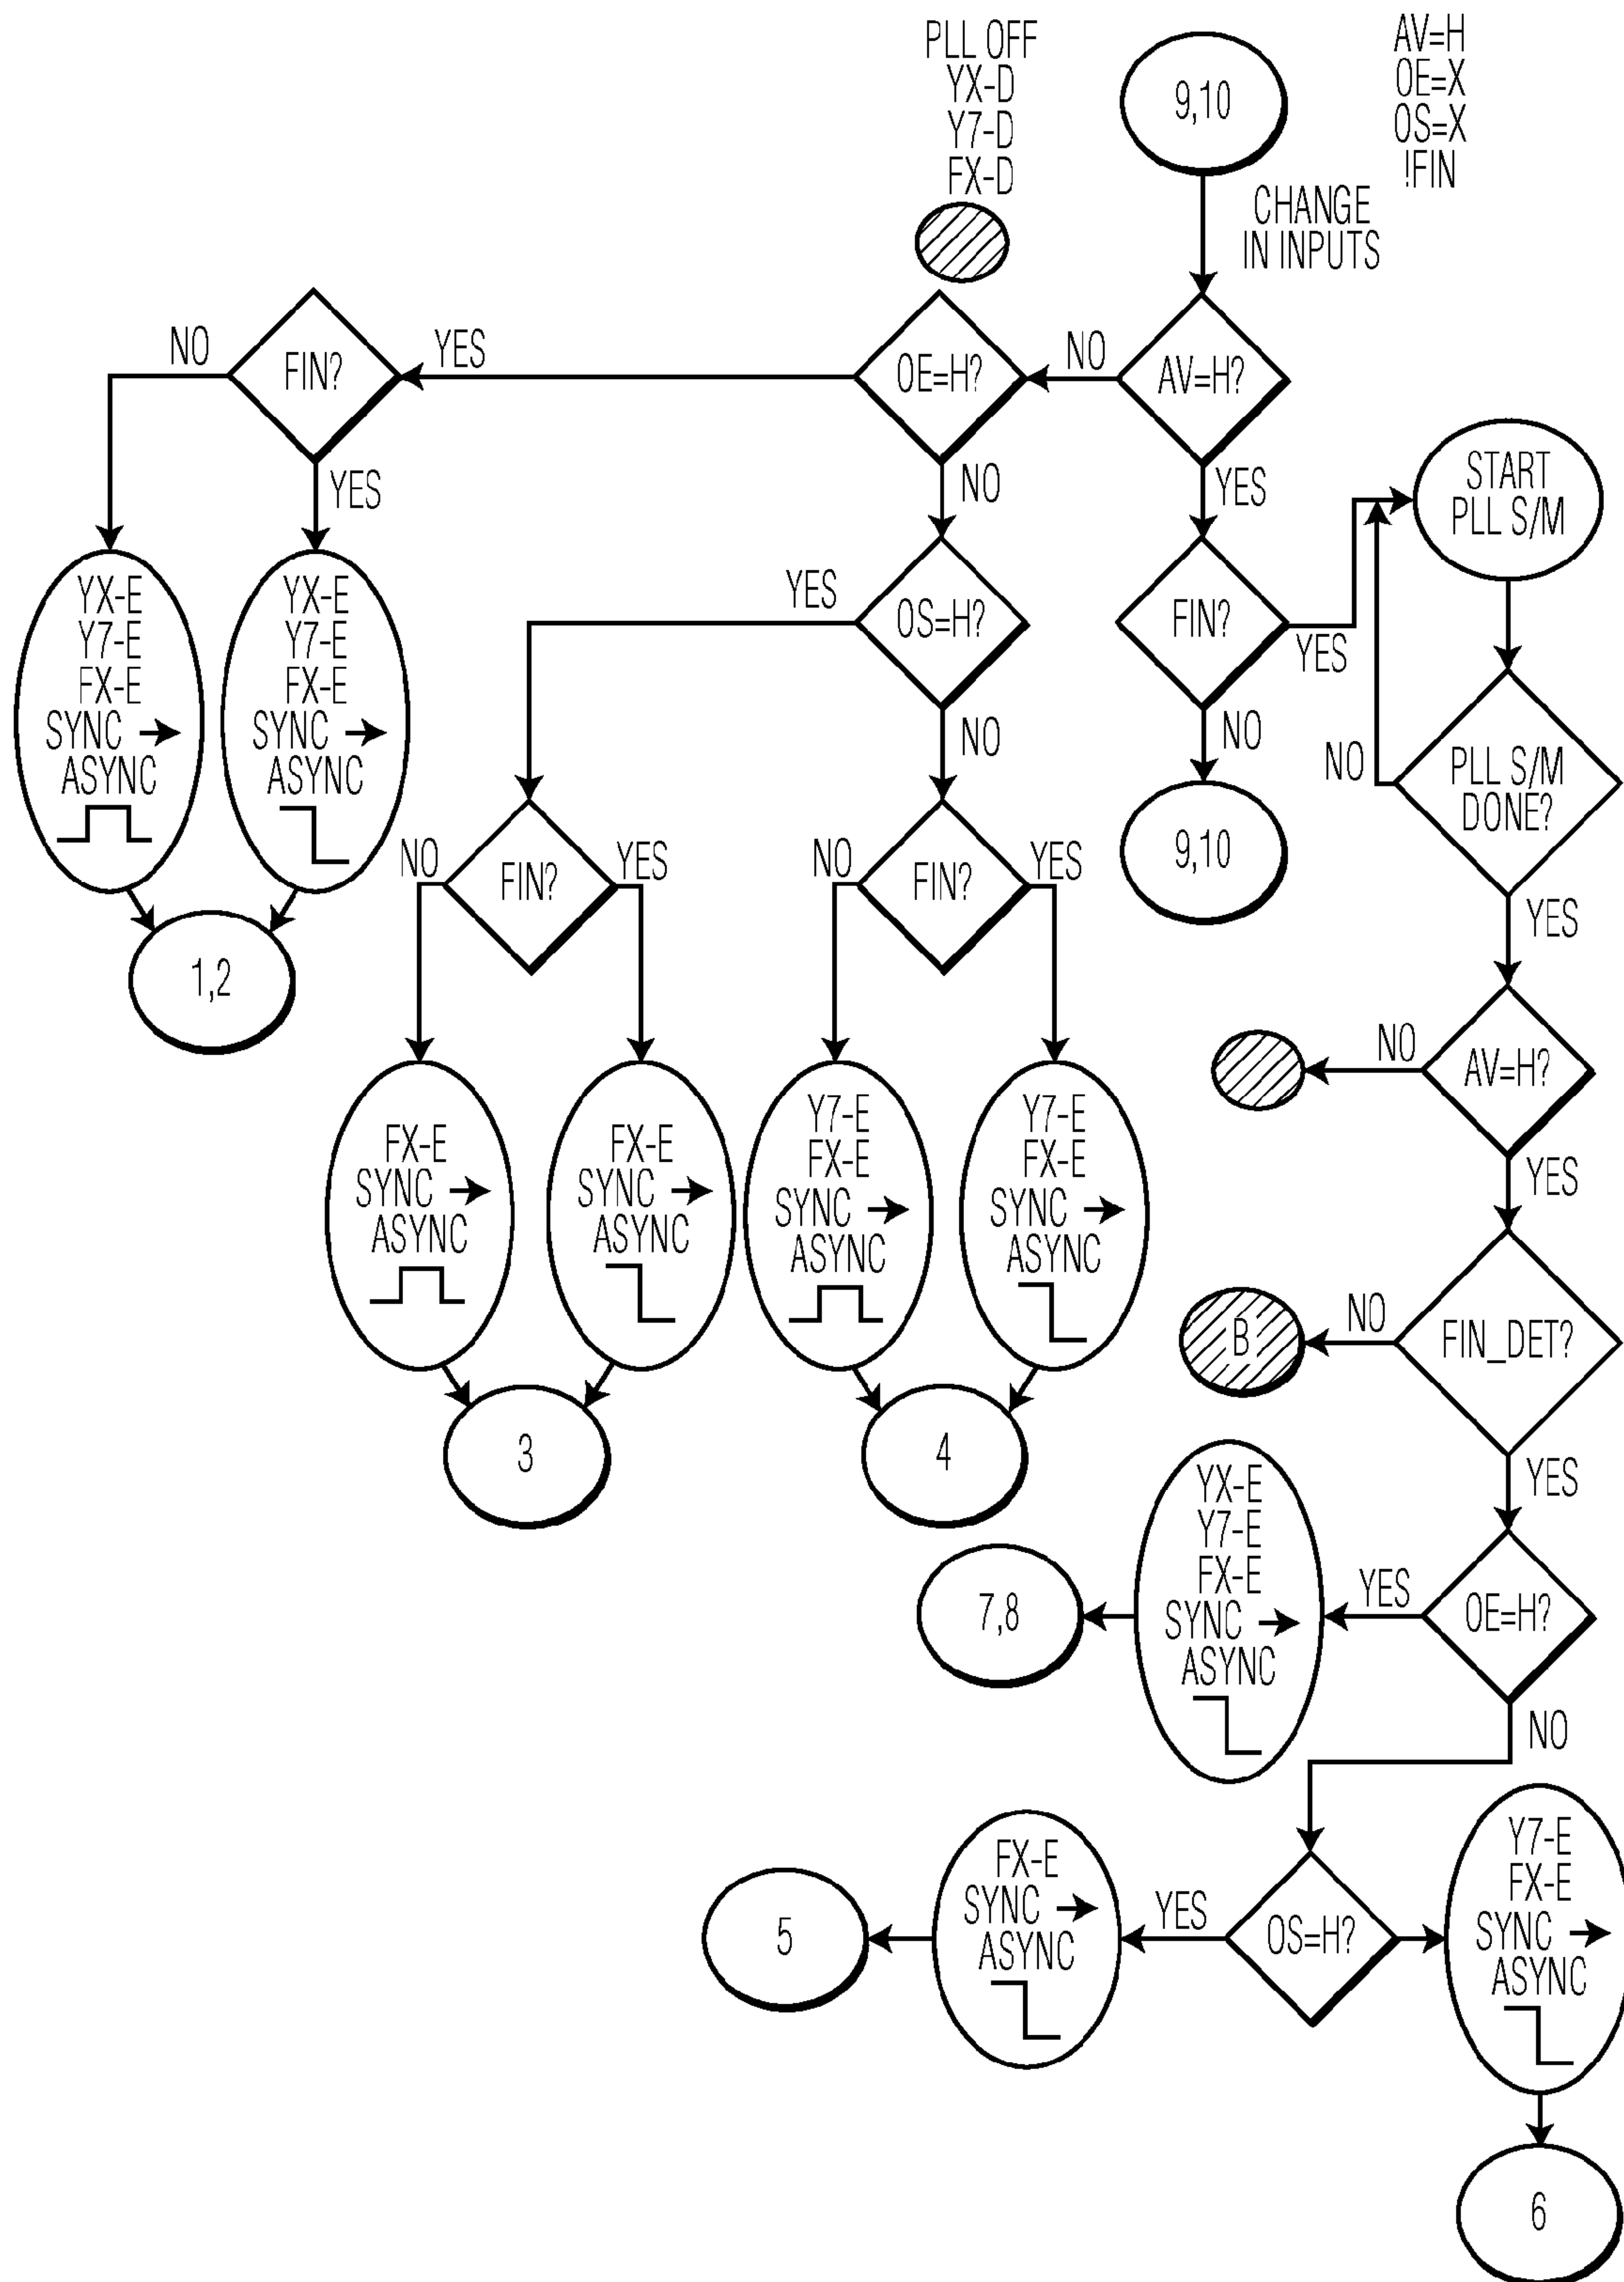 PLL OFF
YX-D
Y7-D
FX-D
9,10
AV=H
OE=X
OS=X
!FIN
CHANGE
IN INPUTS
NO
FIN?
YES
OE=H?
NO
AV=H?
YES
NO
YES
START
PLL S/M
YX-E
Y7-E
FX-E
SYNC
ASYNC
YX-E
Y7-E
FX-E
SYNC
ASYNC
YES
OS=H?
FIN?
YES
NO
NO
NO
PLL S/M
DONE?
1,2
NO
FIN?
YES
NO
FIN?
YES
9,10
YES
FX-E
SYNC
ASYNC
FX-E
SYNC
ASYNC
Y7-E
FX-E
SYNC
ASYNC
Y7-E
FX-E
SYNC
ASYNC
NO
AV=H?
YES
B
NO
FIN_DET?
3
4
YES
YX-E
Y7-E
FX-E
SYNC
ASYNC
7,8
YES
OE=H?
NO
5
FX-E
SYNC
ASYNC
YES
OS=H?
Y7-E
FX-E
SYNC
ASYNC
6